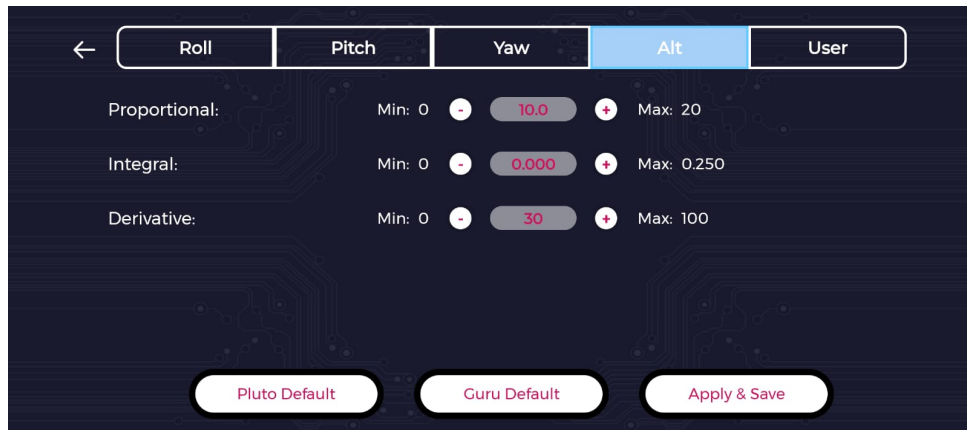 Roll Pitch Yaw Alt User
Proportional: Min: 0 - 10.0 + Max: 20
Integral: Min: 0 - 0.000 + Max: 0.250
Derivative: Min: 0 - 30 + Max: 100
Pluto Default Guru Default Apply & Save